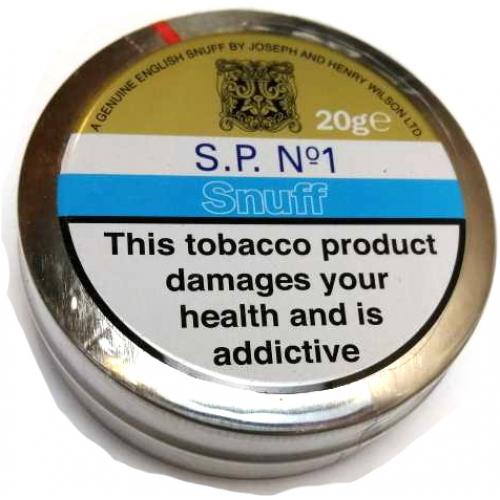 A GENUINE ENGLISH SNUFF BY JOSEPH AND HENRY WILSON LTD
20g℮
S.P. Nº1
Snuff
This tobacco product
damages your
health and is
addictive